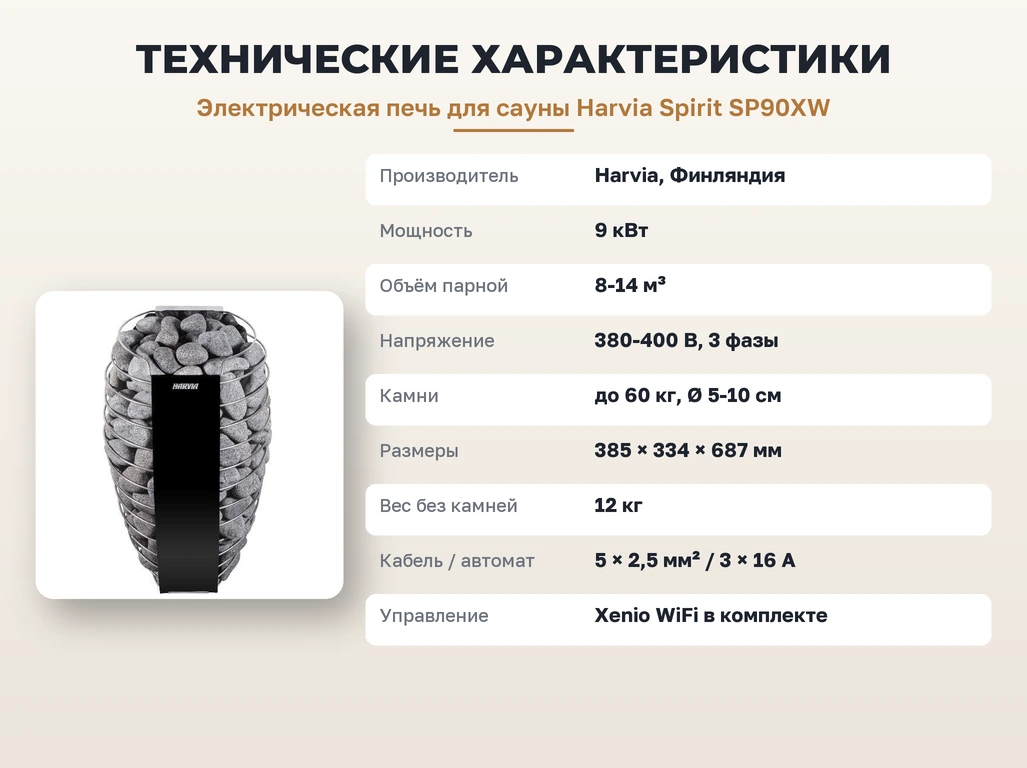 ТЕХНИЧЕСКИЕ ХАРАКТЕРИСТИКИ
Электрическая печь для сауны Harvia Spirit SP90XW
Производитель Harvia, Финляндия
Мощность 9 кВт
Объём парной 8-14 м³
Напряжение 380-400 В, 3 фазы
Камни до 60 кг, Ø 5-10 см
Размеры 385 × 334 × 687 мм
Вес без камней 12 кг
Кабель / автомат 5 × 2,5 мм² / 3 × 16 А
Управление Xenio WiFi в комплекте
HARVIA